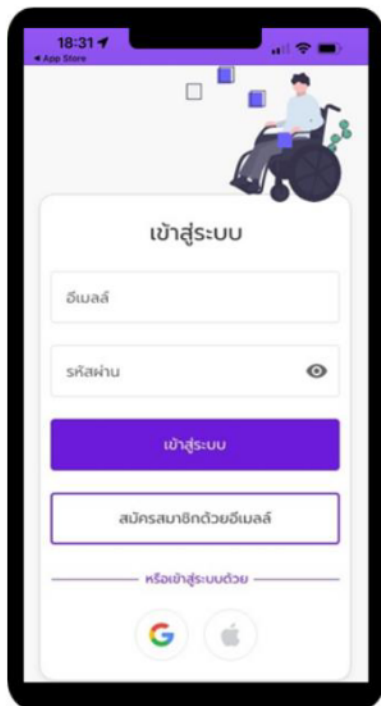 18:31
◀ App Store
เข้าสู่ระบบ
อีเมลล์
รหัสผ่าน
เข้าสู่ระบบ
สมัครสมาชิกด้วยอีเมลล์
หรือเข้าสู่ระบบด้วย